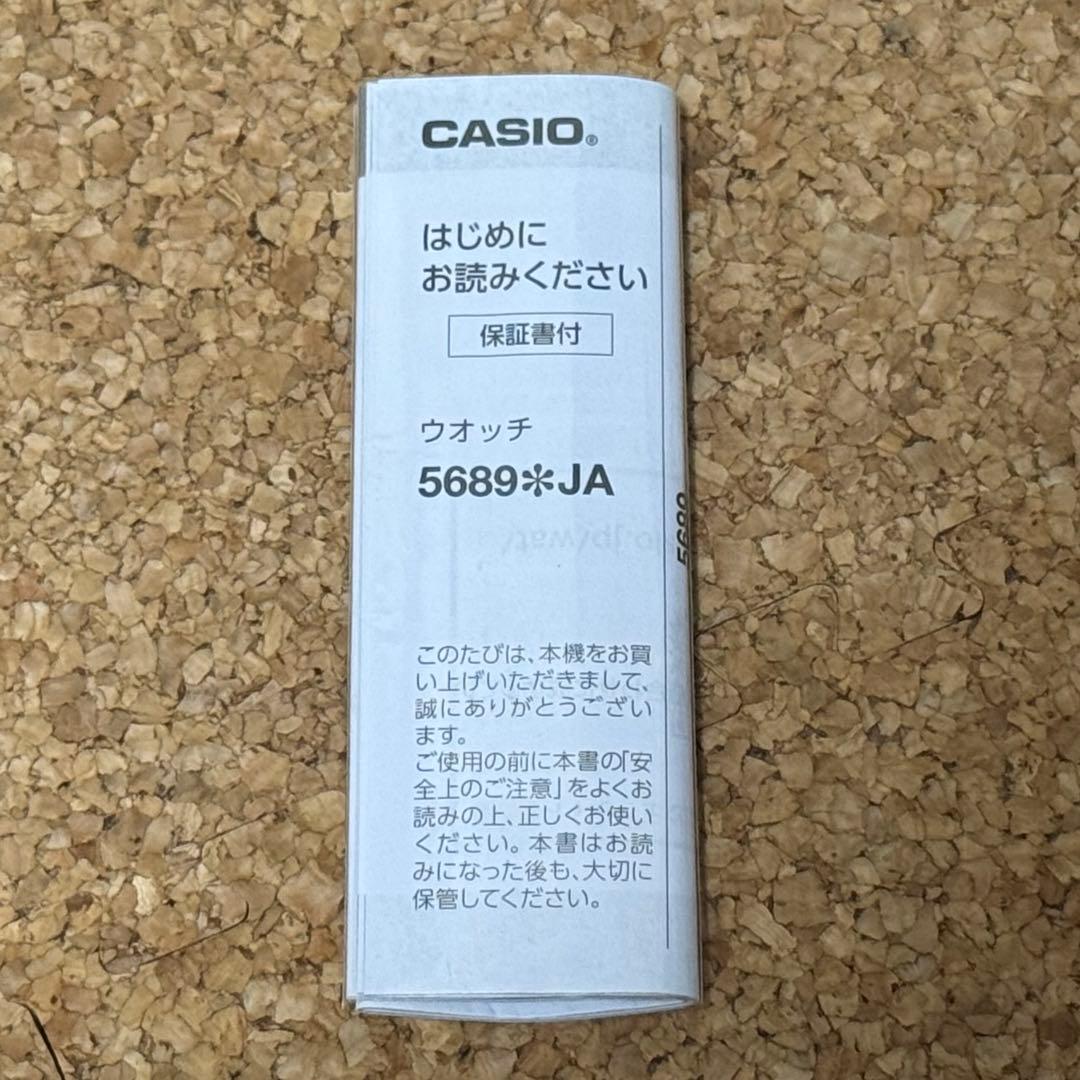 CASIO®
はじめに
お読みください
保証書付
ウオッチ
5689✻JA
このたびは、本機をお買
い上げいただきまして、
誠にありがとうござい
ます。
ご使用の前に本書の「安
全上のご注意」をよくお
読みの上、正しくお使い
ください。本書はお読
みになった後も、大切に
保管してください。
5689